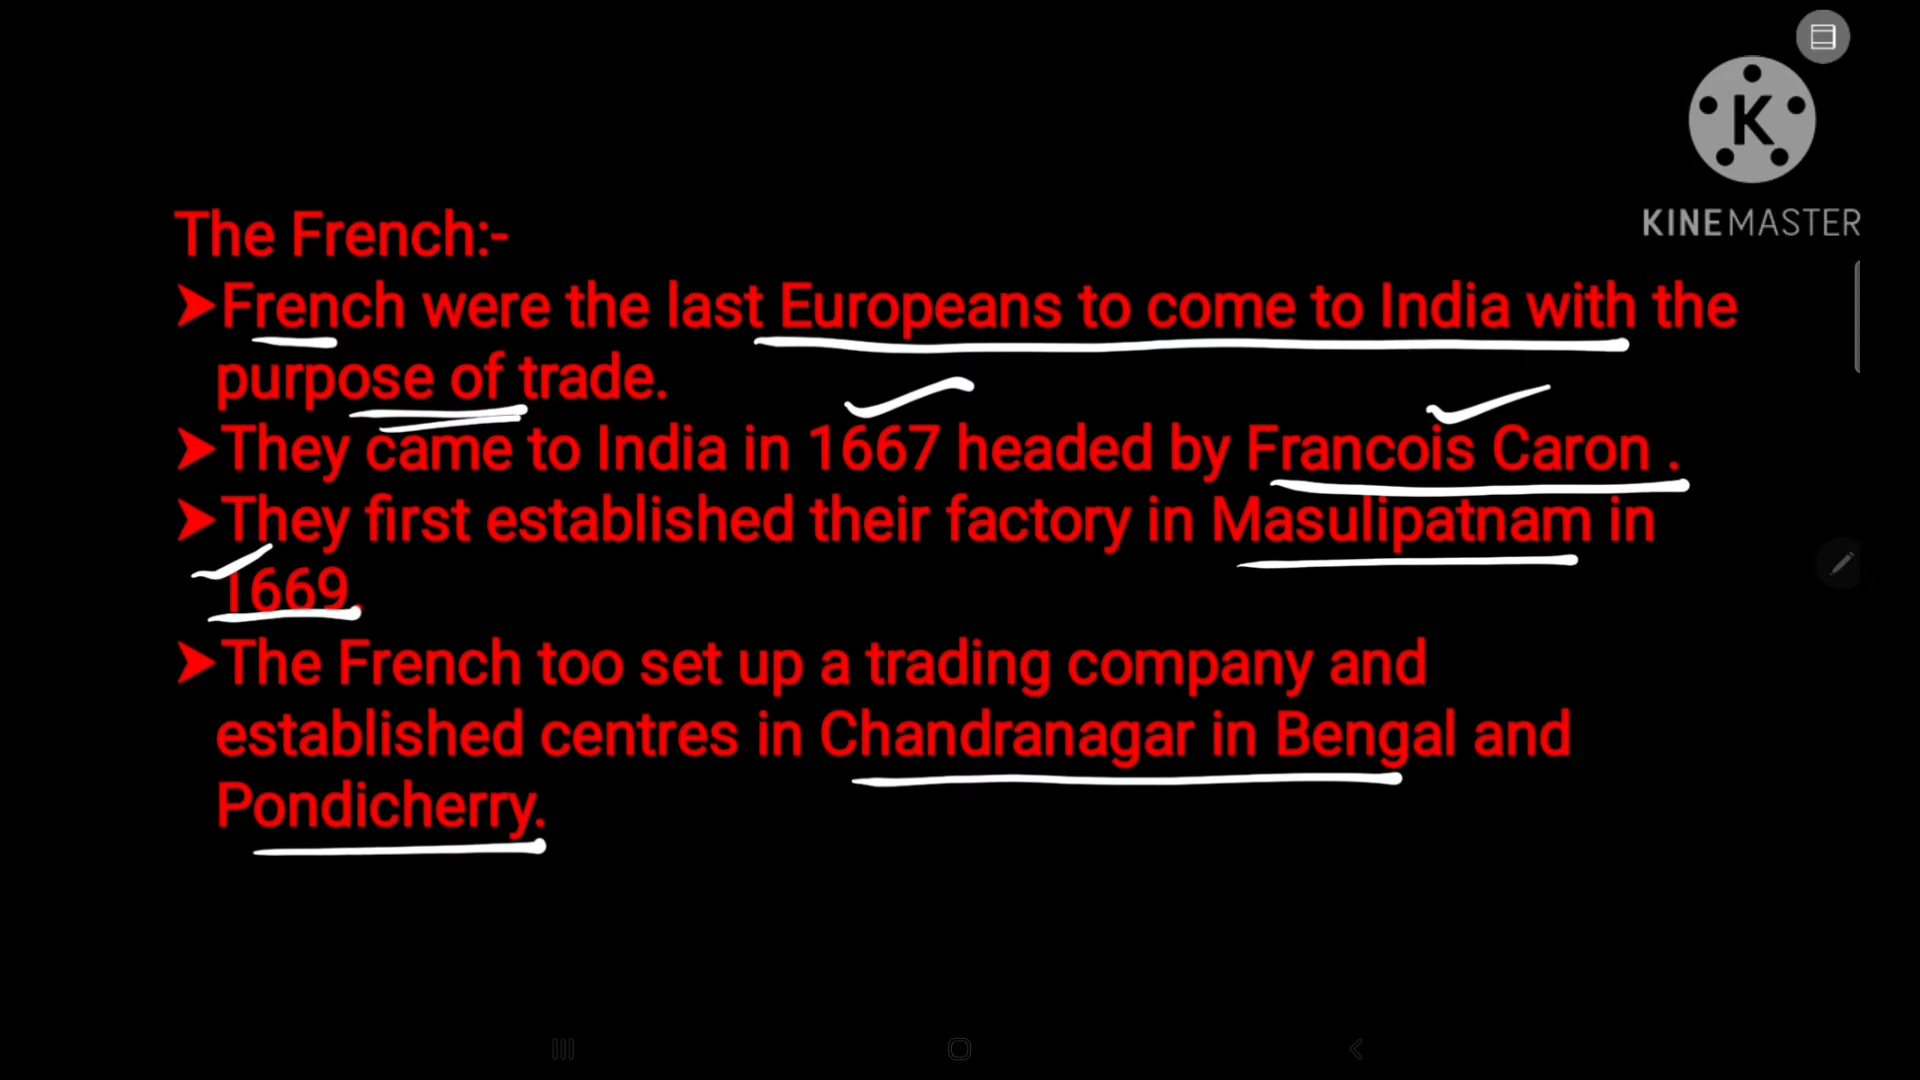 K
KINEMASTER
The French:-
➤French were the last Europeans to come to India with the
purpose of trade.
➤They came to India in 1667 headed by Francois Caron .
➤They first established their factory in Masulipatnam in
1669.
➤The French too set up a trading company and
established centres in Chandranagar in Bengal and
Pondicherry.